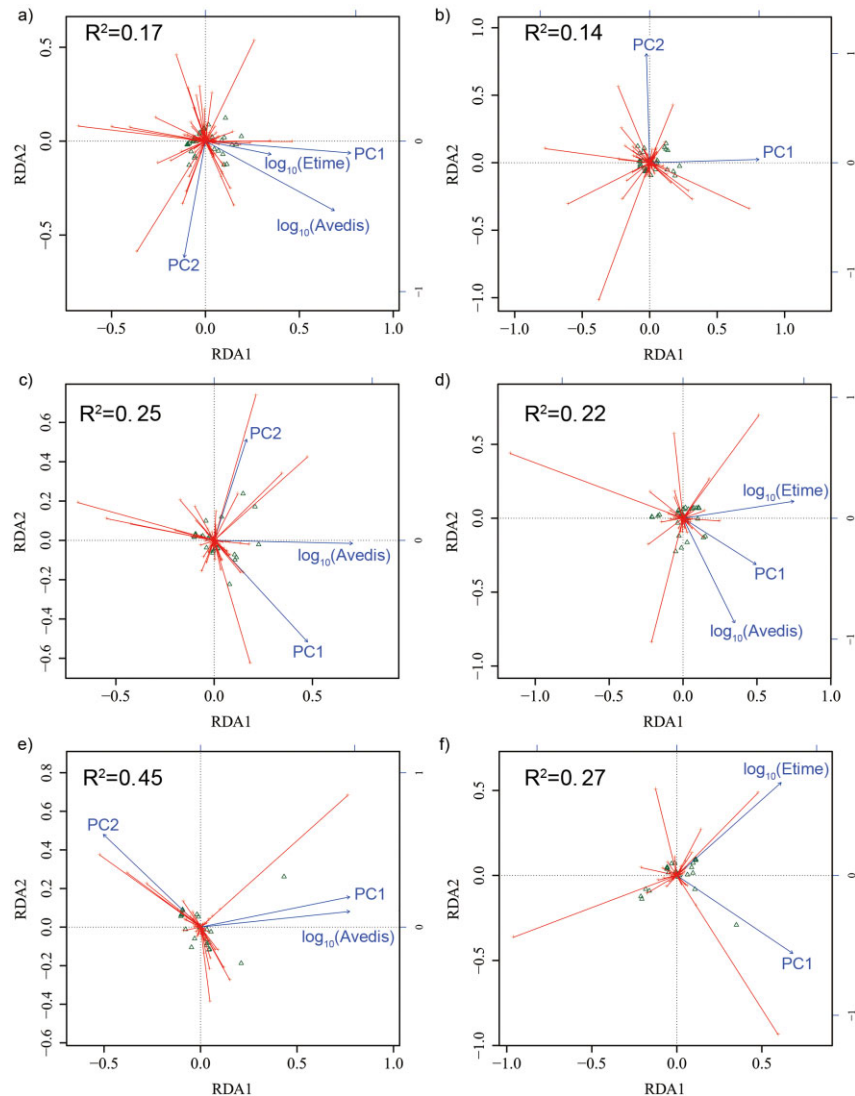 a)
R²=0.17
0.5
0.0
−0.5
RDA2
log₁₀(Etime)
PC1
log₁₀(Avedis)
PC2
0
−1
−0.5 0.0 0.5 1.0
RDA1
b)
R²=0.14
1.0
0.5
0.0
−0.5
−1.0
RDA2
PC2
PC1
1
0
−1
−1.0 −0.5 0.0 0.5 1.0
RDA1
c)
R²=0.25
0.6
0.4
0.2
0.0
−0.2
−0.4
−0.6
RDA2
PC2
log₁₀(Avedis)
PC1
0
−0.5 0.0 0.5
RDA1
d)
R²=0.22
0.5
0.0
−0.5
−1.0
RDA2
log₁₀(Etime)
PC1
log₁₀(Avedis)
1
0
−1
−1.0 −0.5 0.0 0.5 1.0
RDA1
e)
R²=0.45
0.8
0.6
0.4
0.2
0.0
−0.2
−0.4
−0.6
RDA2
PC2
PC1
log₁₀(Avedis)
1
0
−0.5 0.0 0.5 1.0
RDA1
f)
R²=0.27
0.5
0.0
−0.5
−1.0
RDA2
log₁₀(Etime)
PC1
0
−1
−1.0 −0.5 0.0 0.5 1.0
RDA1